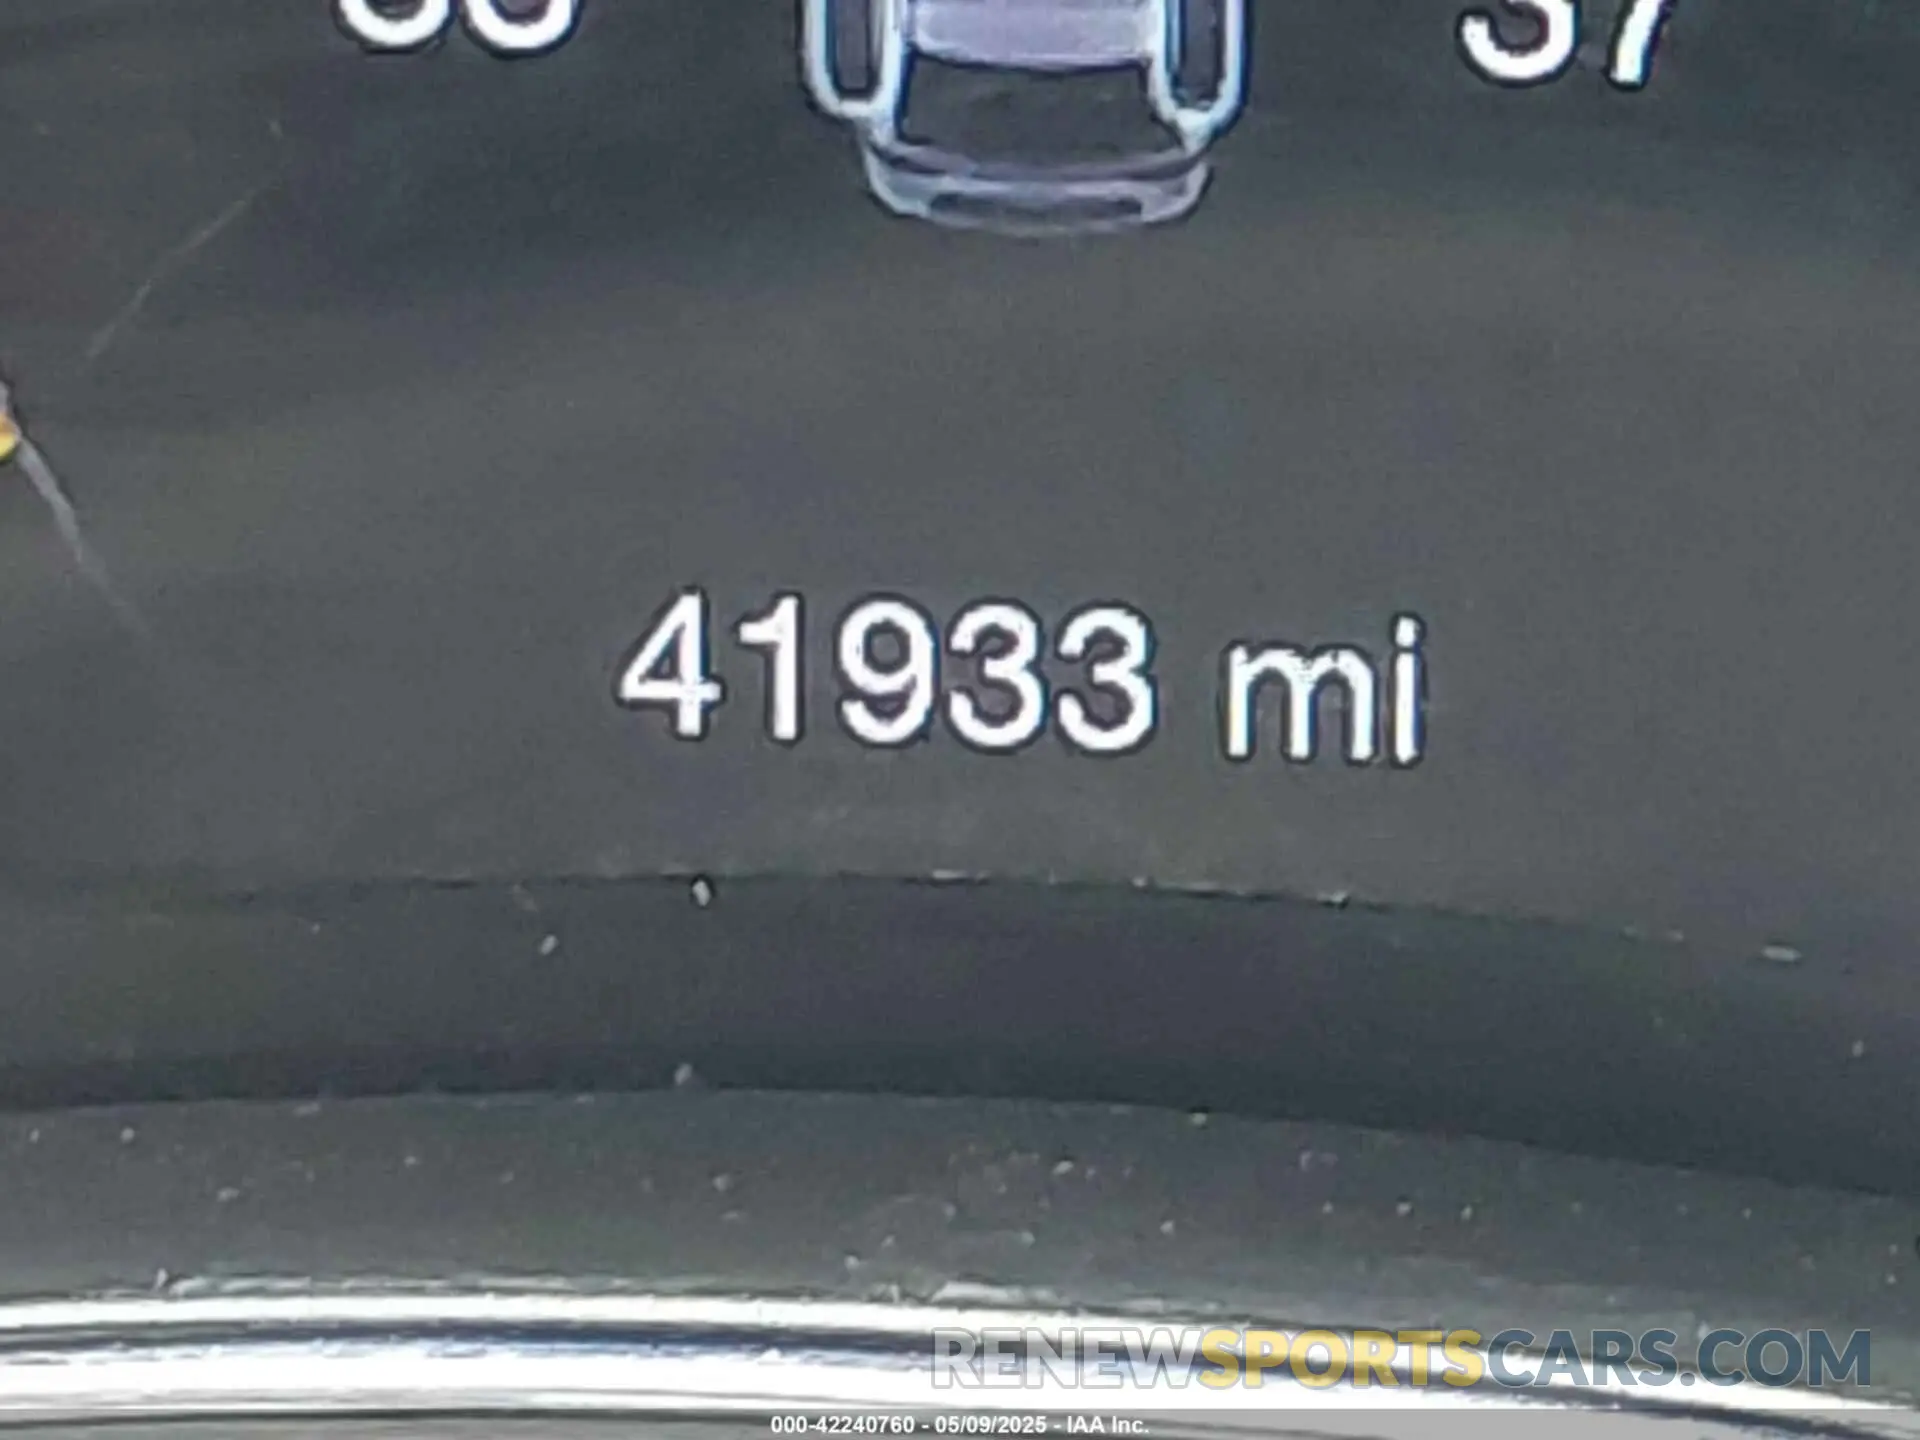 37
41933 mi
RENEWSPORTSCARS.COM
000-42240760 - 05/09/2025 - IAA Inc.